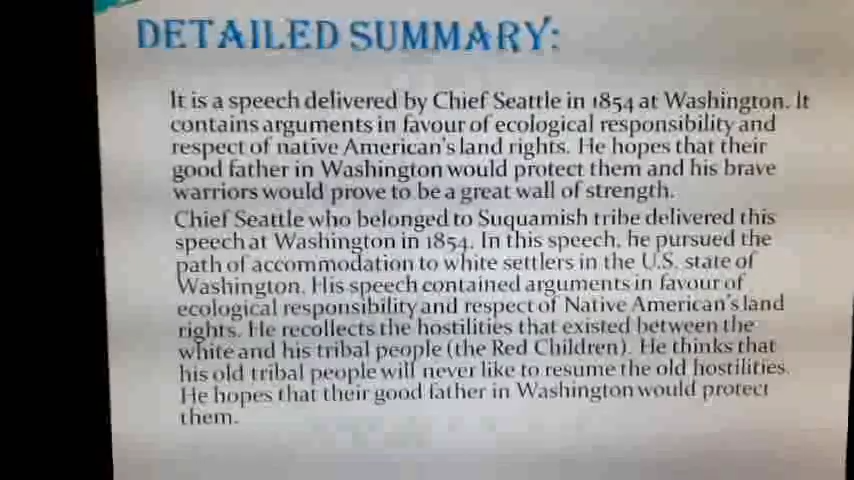 DETAILED SUMMARY:
It is a speech delivered by Chief Seattle in 1854 at Washington. It
contains arguments in favour of ecological responsibility and
respect of native American's land rights. He hopes that their
good father in Washington would protect them and his brave
warriors would prove to be a great wall of strength.
Chief Seattle who belonged to Suquamish tribe delivered this
speech at Washington in 1854. In this speech, he pursued the
path of accommodation to white settlers in the U.S. state of
Washington. His speech contained arguments in favour of
ecological responsibility and respect of Native American's land
rights. He recollects the hostilities that existed between the
white and his tribal people (the Red Children). He thinks that
his old tribal people will never like to resume the old hostilities.
He hopes that their good father in Washington would protect
them.